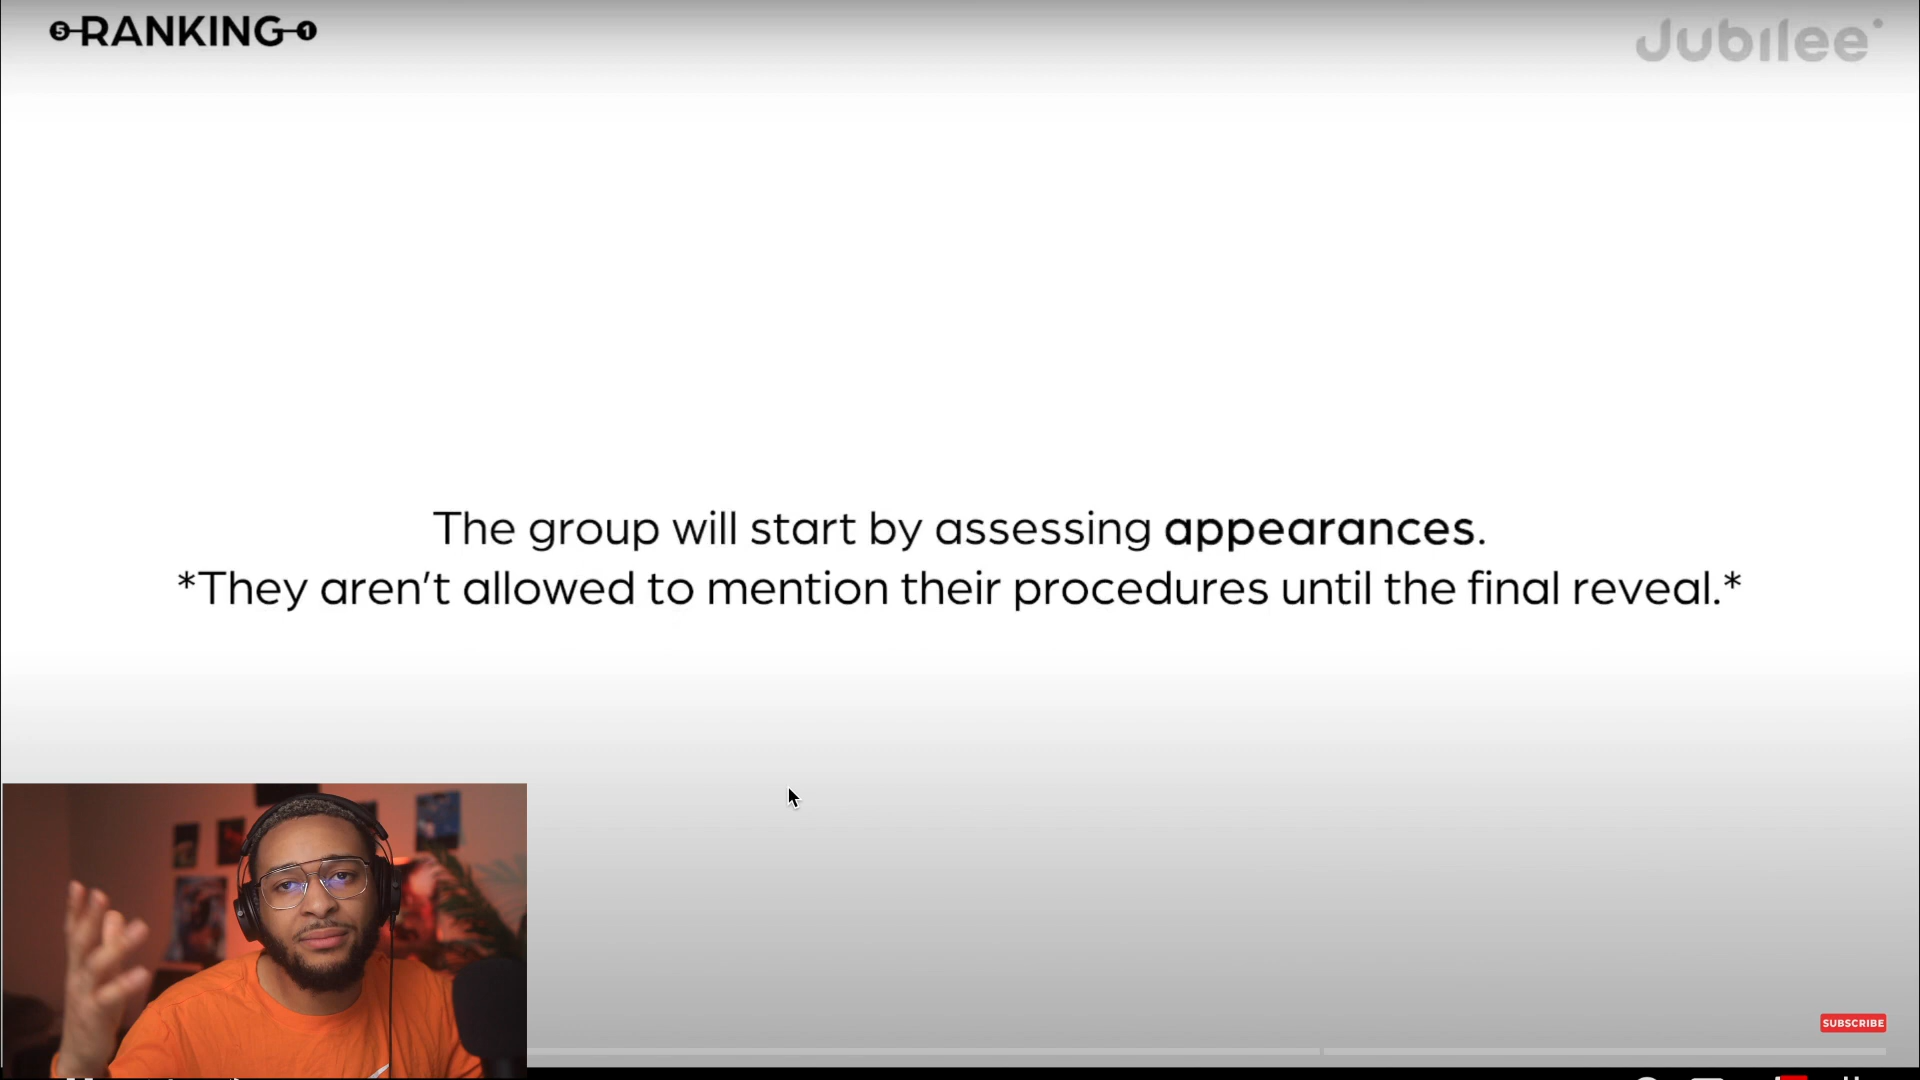 5 RANKING 1
Jubilee
The group will start by assessing appearances.
*They aren’t allowed to mention their procedures until the final reveal.*
SUBSCRIBE